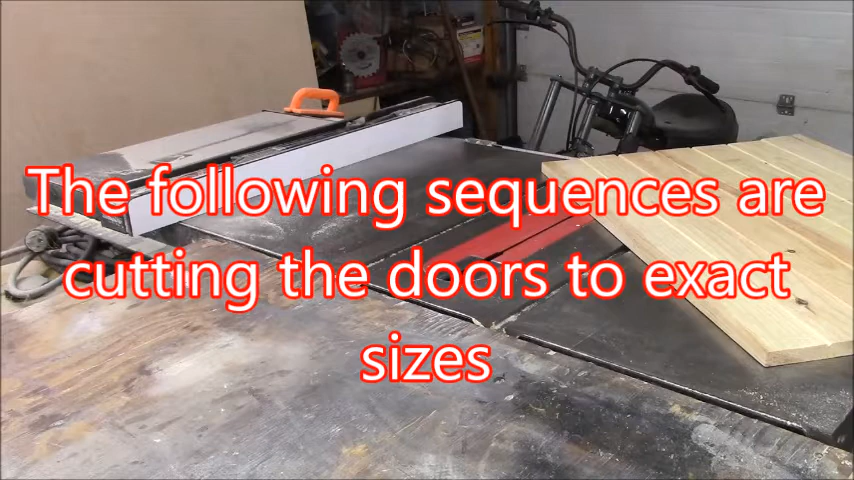 The following sequences are
cutting the doors to exact
sizes